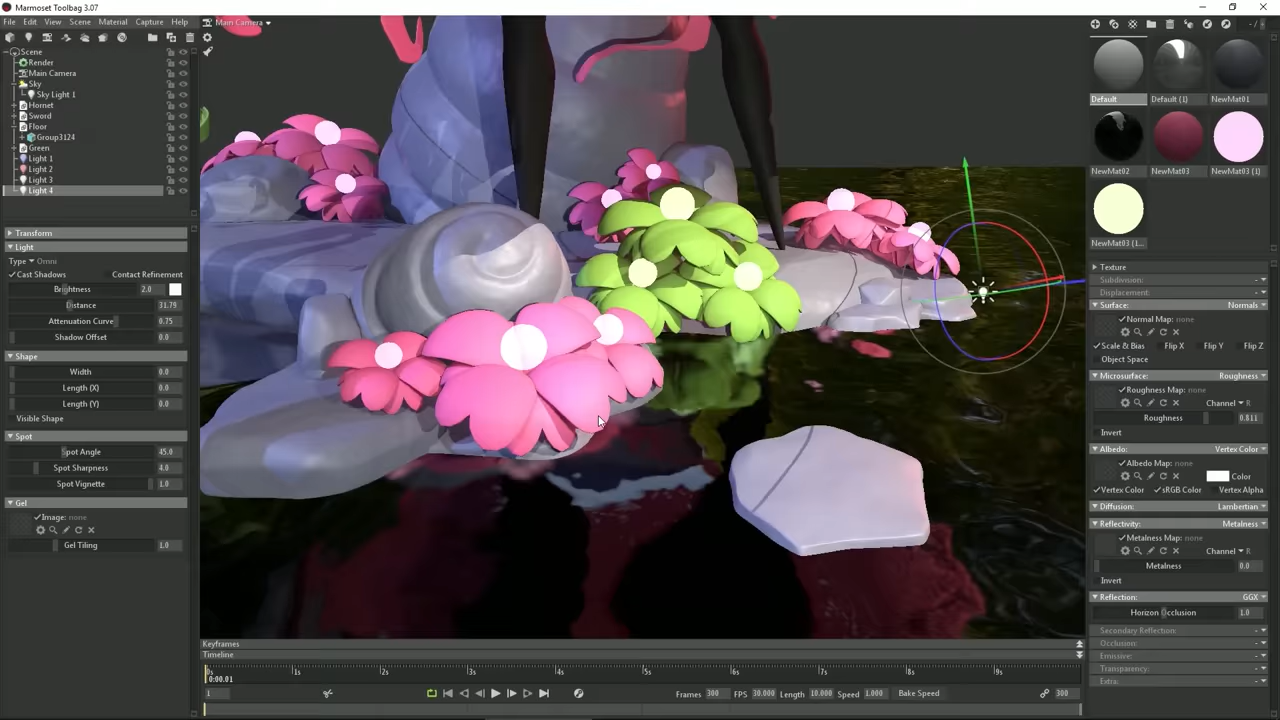 Marmoset Toolbag 3.07
File Edit View Scene Material Capture Help
Main Camera
Scene
Render
Main Camera
Sky
Sky Light 1
Hornet
Sword
Floor
Group3124
Green
Light 1
Light 2
Light 3
Light 4
Transform
Light
Type Omni
Cast Shadows Contact Refinement
Brightness 2.0
Distance 31.79
Attenuation Curve 0.75
Shadow Offset 0.0
Shape
Width 0.0
Length (X) 0.0
Length (Y) 0.0
Visible Shape
Spot
Spot Angle 45.0
Spot Sharpness 4.0
Spot Vignette 1.0
Gel
Image: none
Gel Tiling 1.0
Keyframes
Timeline
0s 1s 2s 3s 4s 5s 6s 7s 8s 9s
0:00.01
1
Frames 300 FPS 30.000 Length 10.000 Speed 1.000 Bake Speed 300
Default Default (1) NewMat01
NewMat02 NewMat03 NewMat03 (1)
NewMat03 (1...
Texture
Subdivision:
Displacement:
Surface: Normals
Normal Map: none
Scale & Bias Flip X Flip Y Flip Z
Object Space
Microsurface: Roughness
Roughness Map: none
Channel R
Roughness 0.811
Invert
Albedo: Vertex Color
Albedo Map: none
Color
Vertex Color sRGB Color Vertex Alpha
Diffusion: Lambertian
Reflectivity: Metalness
Metalness Map: none
Channel R
Metalness 0.0
Invert
Reflection: GGX
Horizon Occlusion 1.0
Secondary Reflection:
Occlusion:
Emissive:
Transparency:
Extra: